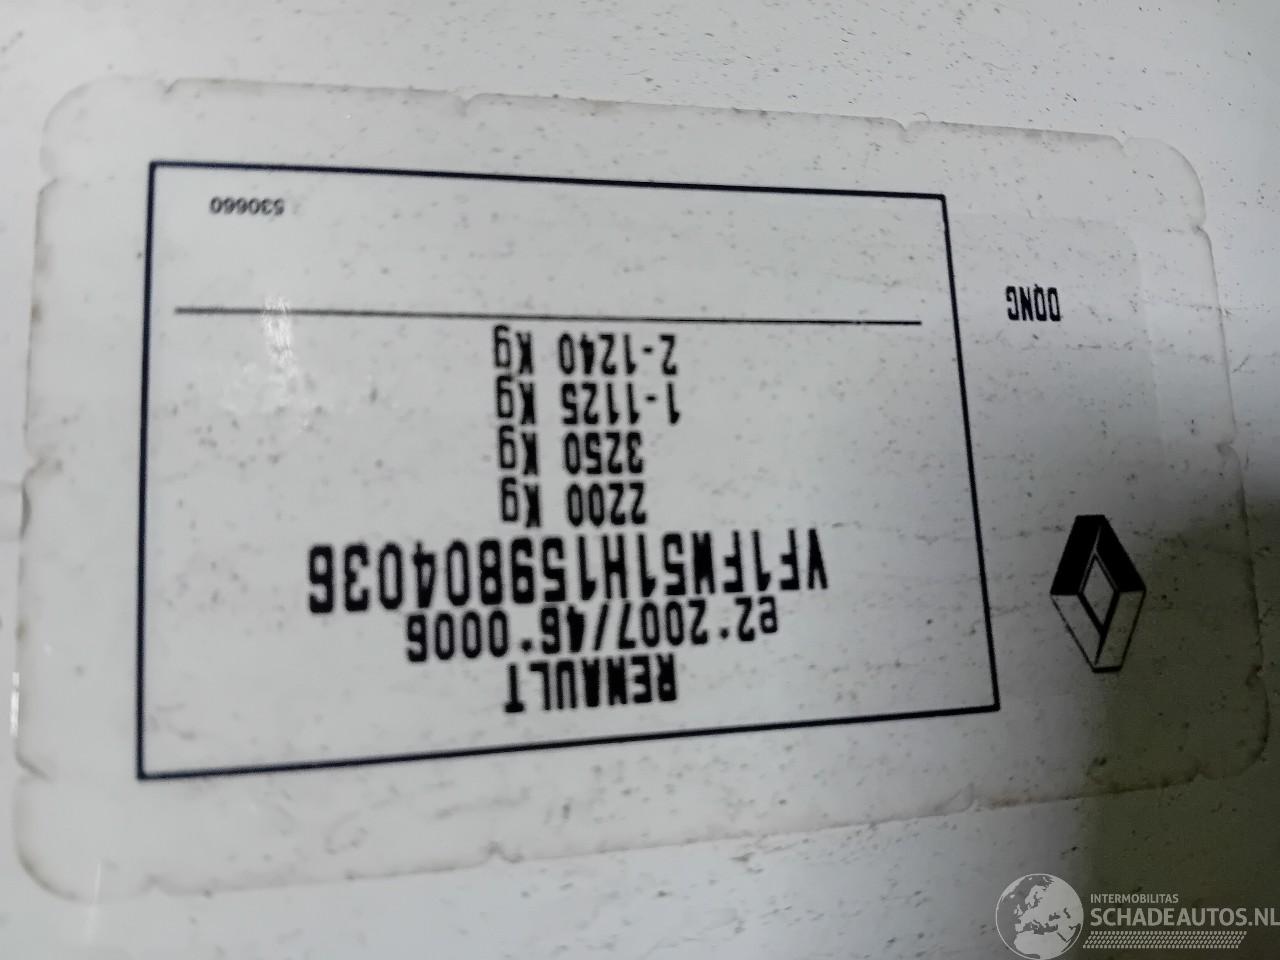 RENAULT
e2*2007/46*0006
VF1FW51H159804036
2200 Kg
3250 Kg
1-1125 Kg
2-1240 Kg
530660
DQNG
INTERMOBILITAS
SCHADEAUTOS.NL